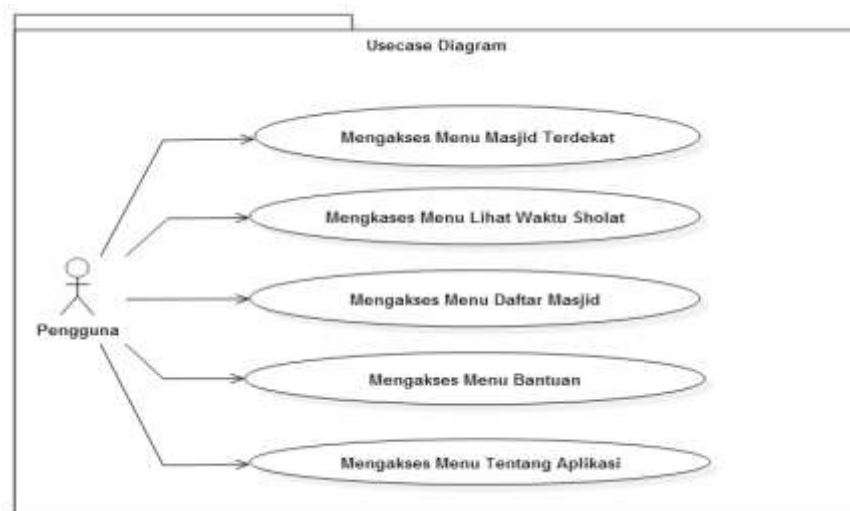 Usecase Diagram
Mengakses Menu Masjid Terdekat
Mengkases Menu Lihat Waktu Sholat
Mengakses Menu Daftar Masjid
Pengguna
Mengakses Menu Bantuan
Mengakses Menu Tentang Aplikasi